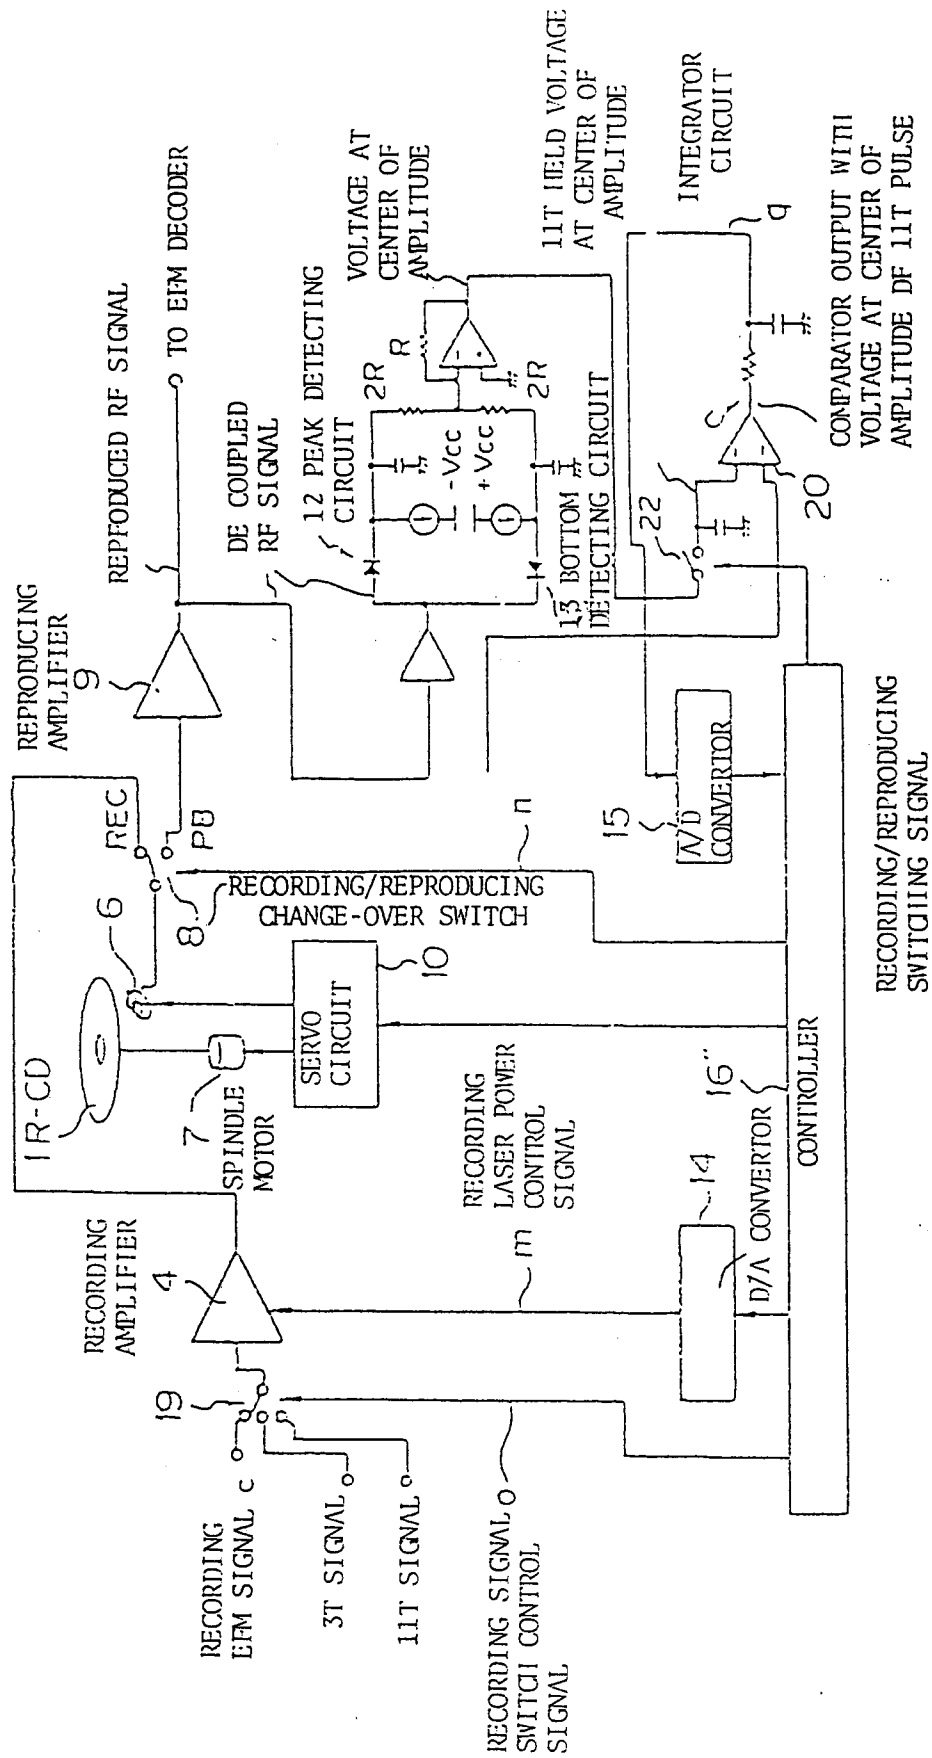 RECORDING
EFM SIGNAL c
3T SIGNAL
11T SIGNAL
19
RECORDING
AMPLIFIER
4
1R-CD
7
SPINDLE
MOTOR
6
SERVO
CIRCUIT
10
REC
PB
8
RECORDING/REPRODUCING
CHANGE-OVER SWITCH
REPRODUCING
AMPLIFIER
9
REPFODUCED RF SIGNAL
TO EFM DECODER
DE COUPLED
RF SIGNAL
12 PEAK DETECTING
CIRCUIT
VOLTAGE AT
CENTER OF
AMPLITUDE
2R
R
-Vcc
+Vcc
2R
13 BOTTOM
DETECTING CIRCUIT
11T HELD VOLTAGE
AT CENTER OF
AMPLITUDE
INTEGRATOR
CIRCUIT
q
22
20
COMPARATOR OUTPUT WITH
VOLTAGE AT CENTER OF
AMPLITUDE DF 11T PULSE
RECORDING SIGNAL o
SWITCH CONTROL
SIGNAL
RECORDING
LASER POWER
CONTROL
SIGNAL
m
n
14
D/A CONVERTOR
15
A/D
CONVERTOR
16"
CONTROLLER
RECORDING/REPRODUCING
SWITCHING SIGNAL